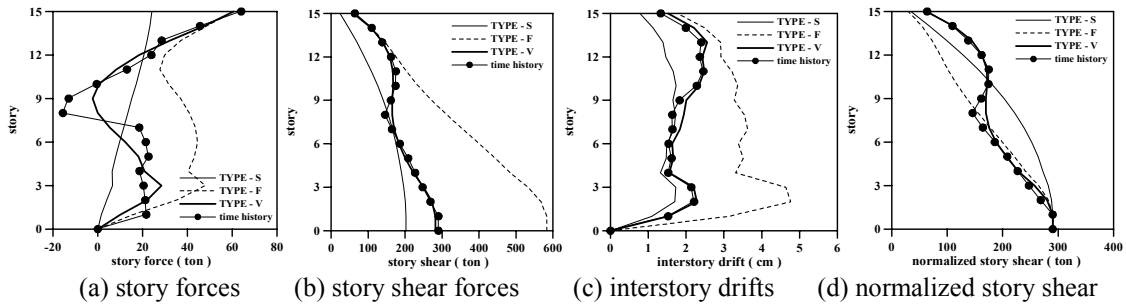 15
12
9
6
3
0
story
-20 0 20 40 60 80
story force ( ton )
TYPE - S
TYPE - F
TYPE - V
time history
(a) story forces
15
12
9
6
3
0
story
0 100 200 300 400 500 600
story shear ( ton )
TYPE - S
TYPE - F
TYPE - V
time history
(b) story shear forces
15
12
9
6
3
0
story
0 1 2 3 4 5 6
interstory drift ( cm )
TYPE - S
TYPE - F
TYPE - V
time history
(c) interstory drifts
15
12
9
6
3
0
story
0 100 200 300 400
normalized story shear ( ton )
TYPE - S
TYPE - F
TYPE - V
time history
(d) normalized story shear